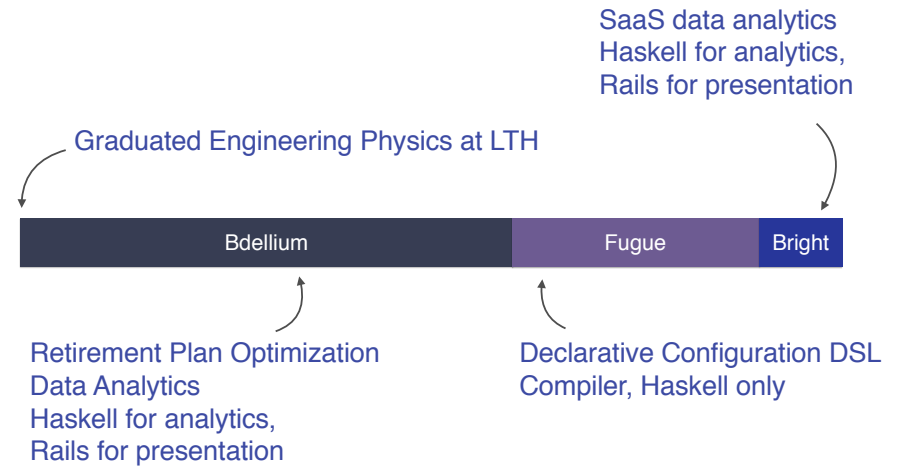 SaaS data analytics
Haskell for analytics,
Rails for presentation
Graduated Engineering Physics at LTH
Bdellium
Fugue
Bright
Retirement Plan Optimization
Data Analytics
Haskell for analytics,
Rails for presentation
Declarative Configuration DSL
Compiler, Haskell only